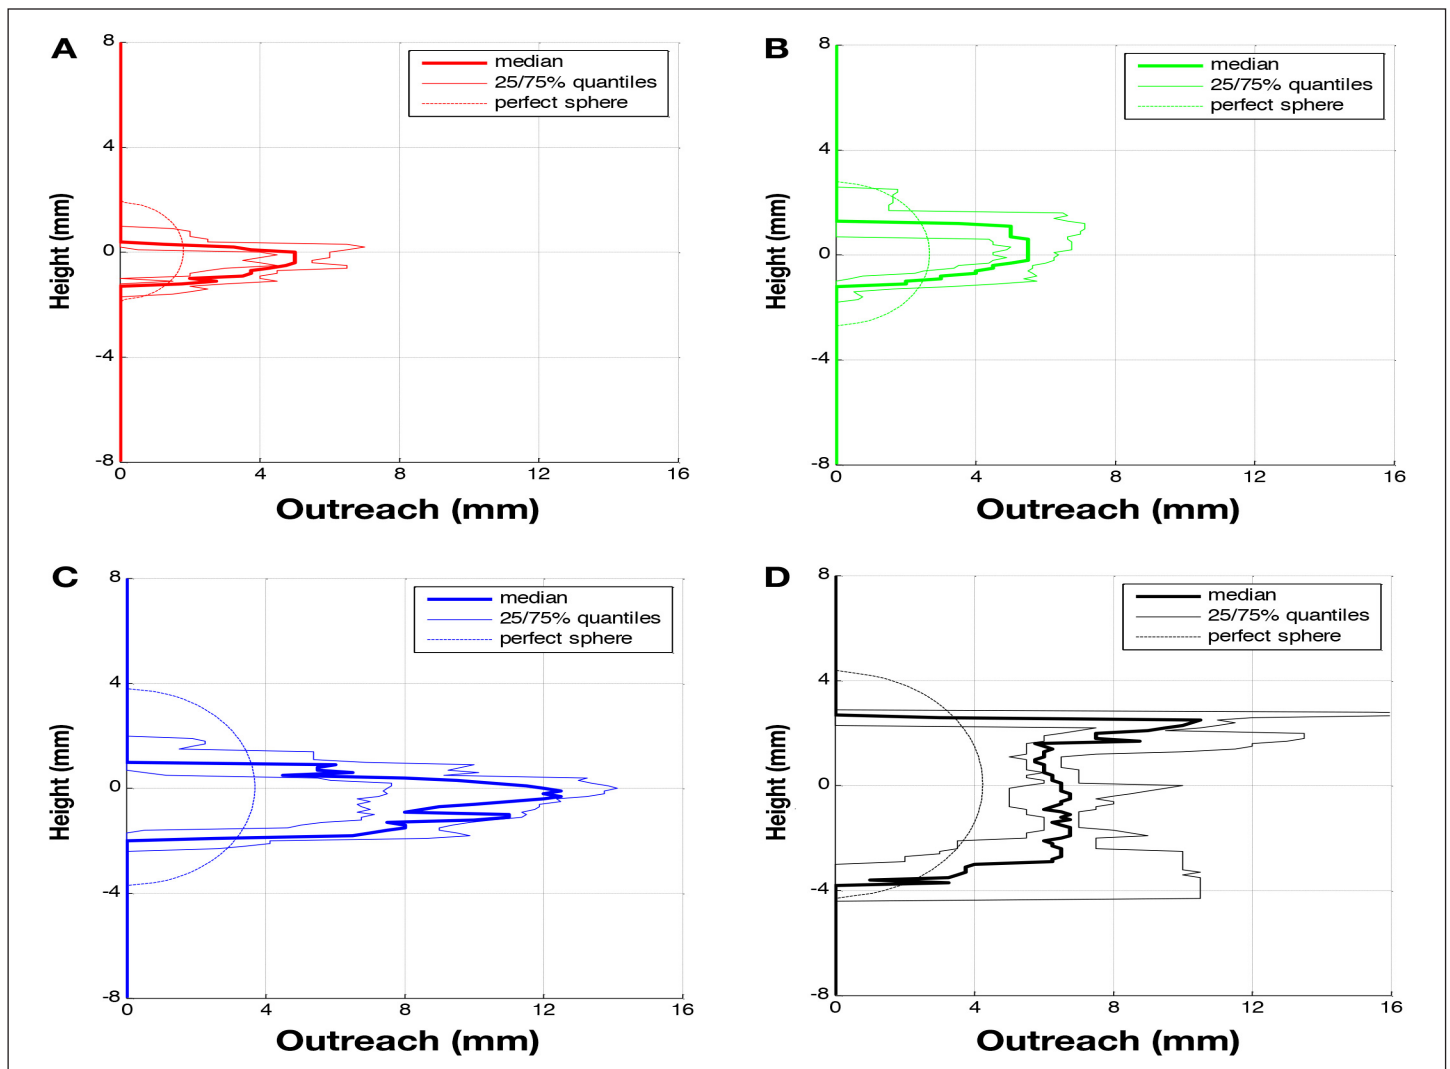 A
8
4
0
-4
-8
0
4
8
12
16
Height (mm)
Outreach (mm)
median
25/75% quantiles
perfect sphere
B
8
4
0
-4
-8
0
4
8
12
16
Height (mm)
Outreach (mm)
median
25/75% quantiles
perfect sphere
C
8
4
0
-4
-8
0
4
8
12
16
Height (mm)
Outreach (mm)
median
25/75% quantiles
perfect sphere
D
8
4
0
-4
-8
0
4
8
12
16
Height (mm)
Outreach (mm)
median
25/75% quantiles
perfect sphere